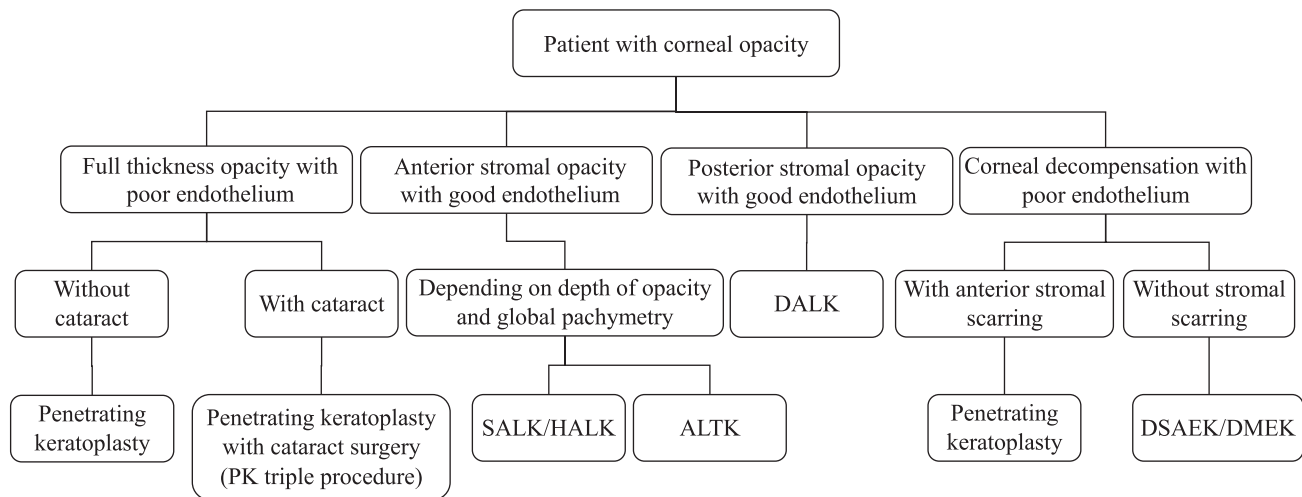 Patient with corneal opacity
Full thickness opacity with
poor endothelium
Anterior stromal opacity
with good endothelium
Posterior stromal opacity
with good endothelium
Corneal decompensation with
poor endothelium
Without
cataract
With cataract
Depending on depth of opacity
and global pachymetry
DALK
With anterior stromal
scarring
Without stromal
scarring
Penetrating
keratoplasty
Penetrating keratoplasty
with cataract surgery
(PK triple procedure)
SALK/HALK
ALTK
Penetrating
keratoplasty
DSAEK/DMEK